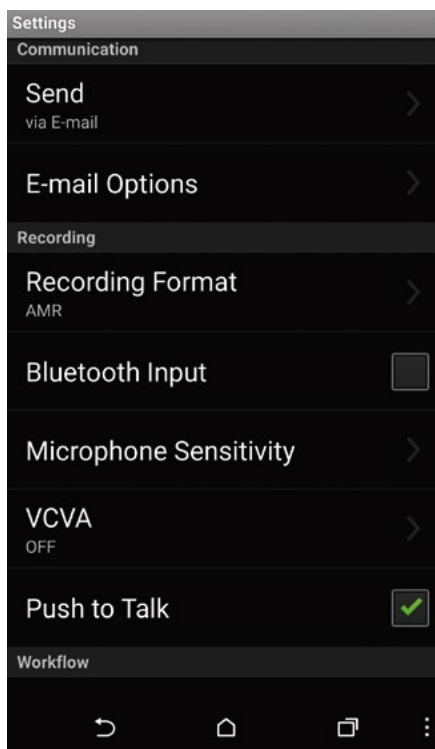 Settings
Communication
Send
via E-mail
E-mail Options
Recording
Recording Format
AMR
Bluetooth Input
Microphone Sensitivity
VCVA
OFF
Push to Talk
Workflow